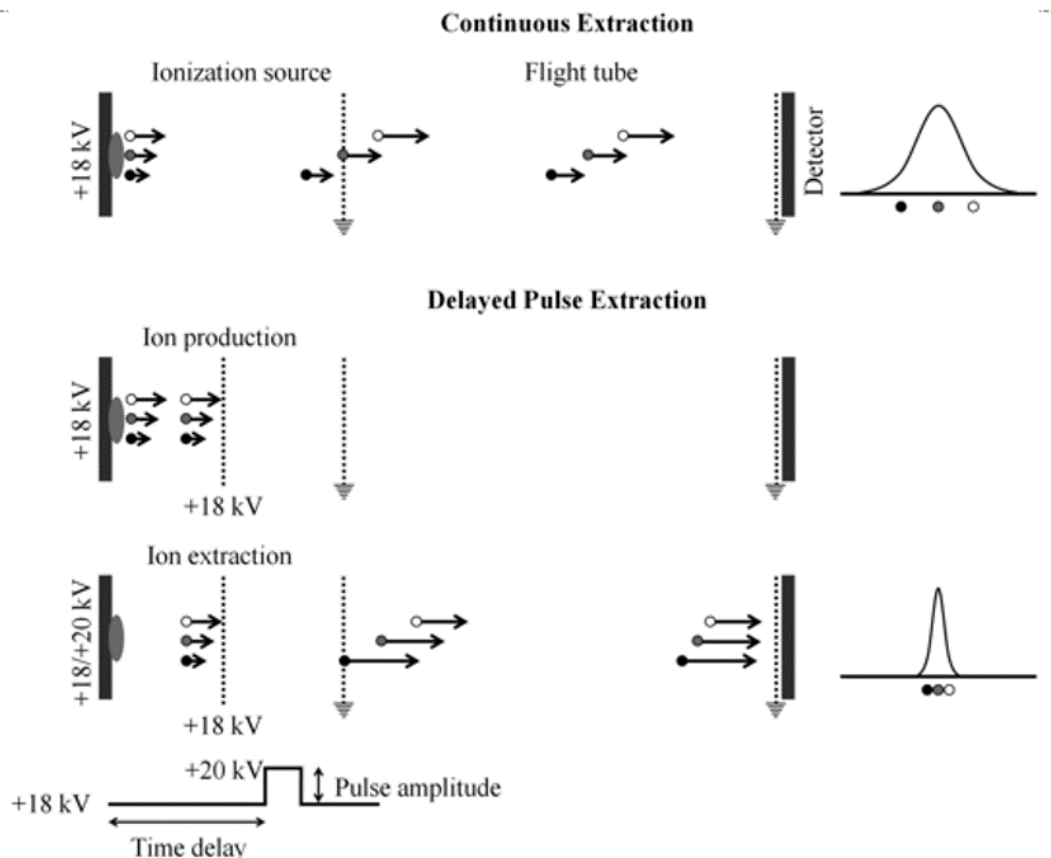 Continuous Extraction
Ionization source
Flight tube
+18 kV
Detector
Delayed Pulse Extraction
Ion production
+18 kV
+18 kV
Ion extraction
+18/+20 kV
+18 kV
+20 kV
Pulse amplitude
+18 kV
Time delay